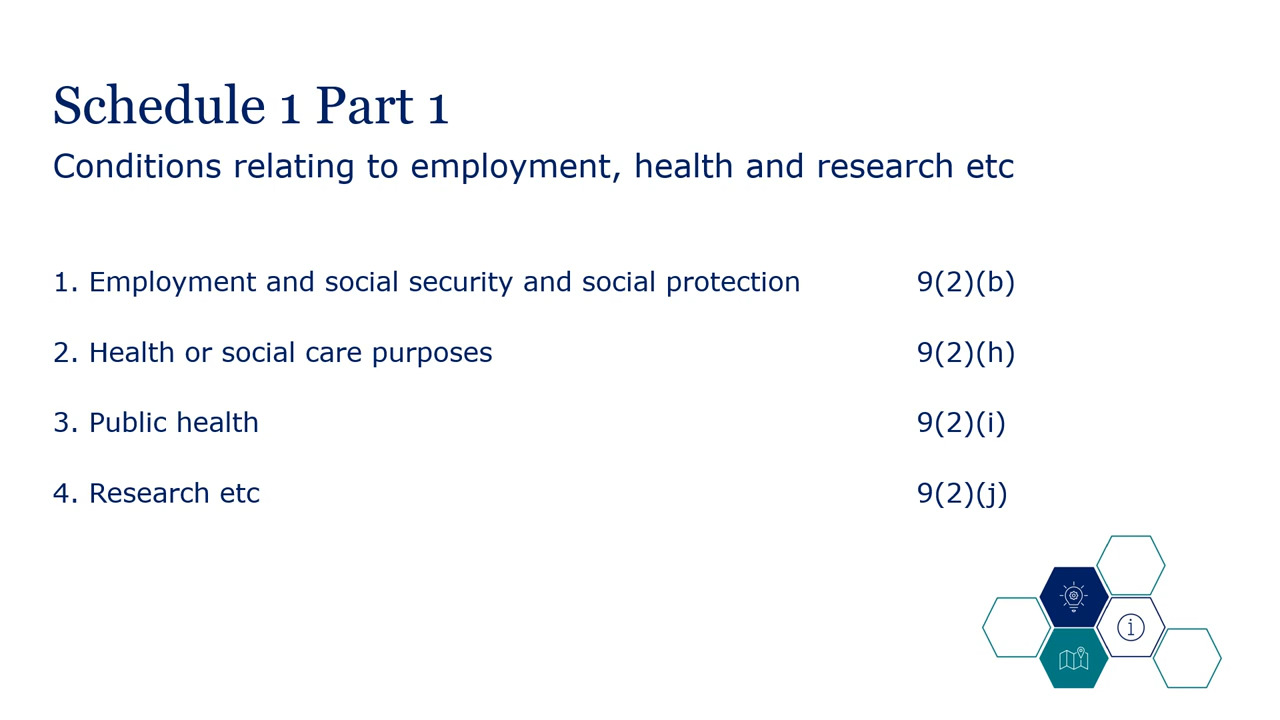 Schedule 1 Part 1
Conditions relating to employment, health and research etc
1. Employment and social security and social protection 9(2)(b)
2. Health or social care purposes 9(2)(h)
3. Public health 9(2)(i)
4. Research etc 9(2)(j)
i